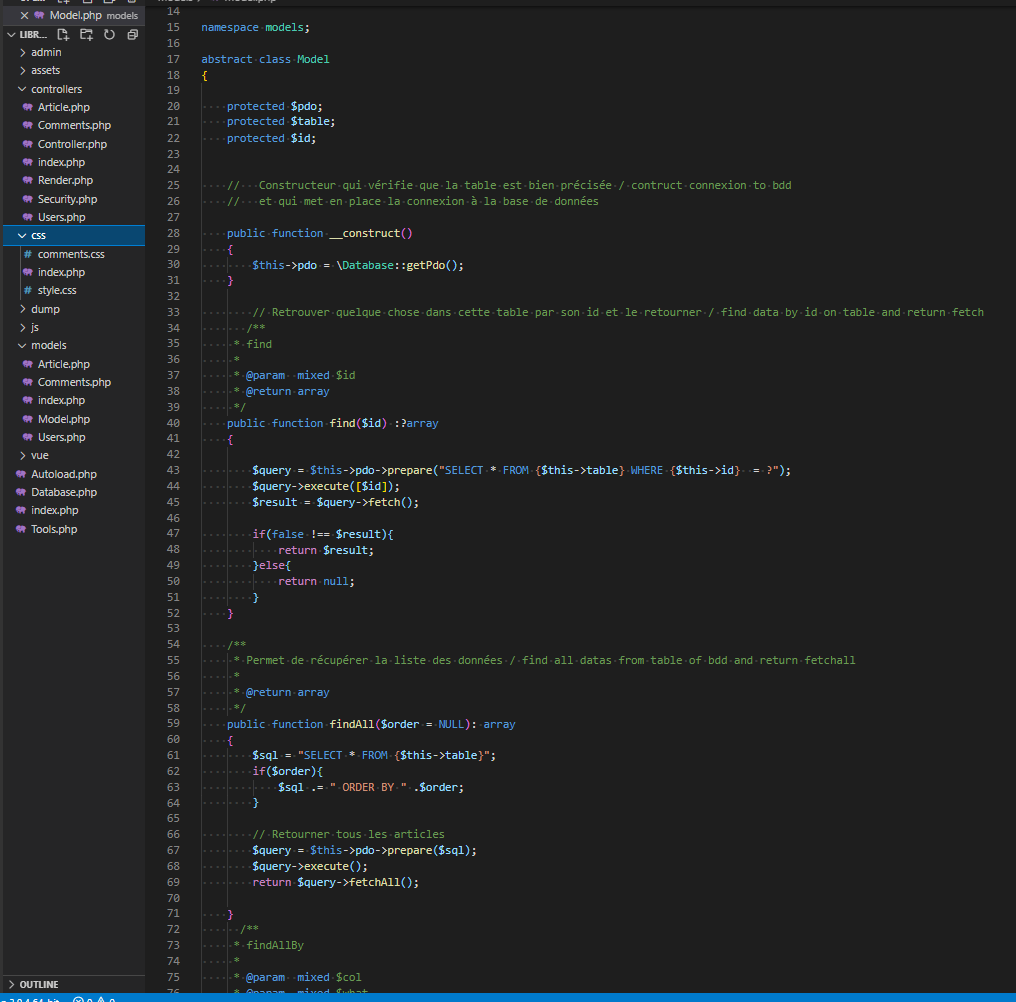 Model.php models
LIBR...
admin
assets
controllers
Article.php
Comments.php
Controller.php
index.php
Render.php
Security.php
Users.php
css
# comments.css
index.php
# style.css
dump
js
models
Article.php
Comments.php
index.php
Model.php
Users.php
vue
Autoload.php
Database.php
index.php
Tools.php
OUTLINE
14
15 namespace models;
16
17 abstract class Model
18 {
19
20 protected $pdo;
21 protected $table;
22 protected $id;
23
24
25 // Constructeur qui vérifie que la table est bien précisée / contruct connexion to bdd
26 // et qui met en place la connexion à la base de données
27
28 public function __construct()
29 {
30 $this->pdo = \Database::getPdo();
31 }
32
33 // Retrouver quelque chose dans cette table par son id et le retourner / find data by id on table and return fetch
34 /**
35 * find
36 *
37 * @param mixed $id
38 * @return array
39 */
40 public function find($id) :?array
41 {
42
43 $query = $this->pdo->prepare("SELECT * FROM {$this->table} WHERE {$this->id} = ?");
44 $query->execute([$id]);
45 $result = $query->fetch();
46
47 if(false !== $result){
48 return $result;
49 }else{
50 return null;
51 }
52 }
53
54 /**
55 * Permet de récupérer la liste des données / find all datas from table of bdd and return fetchall
56 *
57 * @return array
58 */
59 public function findAll($order = NULL): array
60 {
61 $sql = "SELECT * FROM {$this->table}";
62 if($order){
63 $sql .= " ORDER BY " .$order;
64 }
65
66 // Retourner tous les articles
67 $query = $this->pdo->prepare($sql);
68 $query->execute();
69 return $query->fetchAll();
70
71 }
72 /**
73 * findAllBy
74 *
75 * @param mixed $col
76 * @param mixed $what